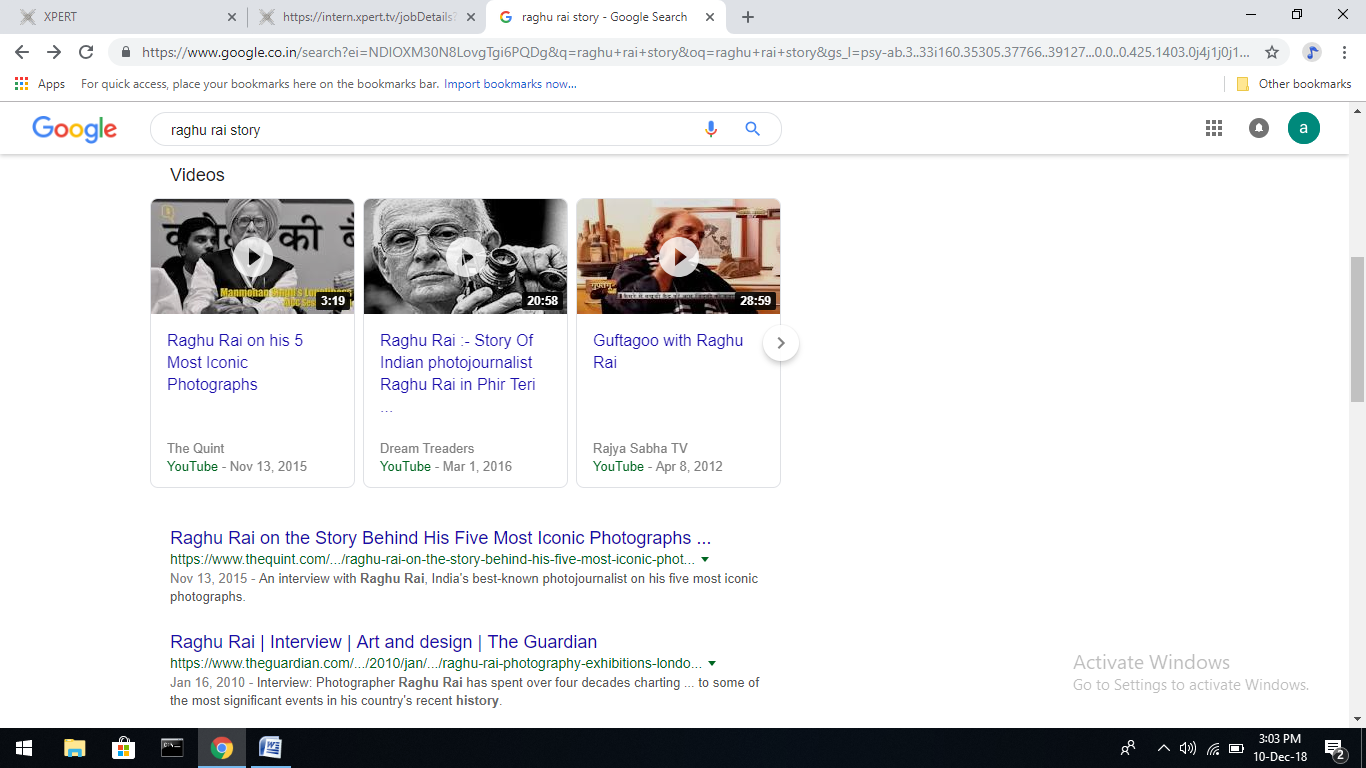 XPERT
https://intern.xpert.tv/jobDetails?
raghu rai story - Google Search
https://www.google.co.in/search?ei=NDIOXM30N8LovgTgi6PQDg&q=raghu+rai+story&oq=raghu+rai+story&gs_l=psy-ab.3..33i160.35305.37766..39127...0.0..0.425.1403.0j4j1j0j1...
Apps
For quick access, place your bookmarks here on the bookmarks bar. Import bookmarks now...
Other bookmarks
Google
raghu rai story
a
Videos
3:19
20:58
28:59
Raghu Rai on his 5
Most Iconic
Photographs
The Quint
YouTube - Nov 13, 2015
Raghu Rai :- Story Of
Indian photojournalist
Raghu Rai in Phir Teri
...
Dream Treaders
YouTube - Mar 1, 2016
Guftagoo with Raghu
Rai
Rajya Sabha TV
YouTube - Apr 8, 2012
Raghu Rai on the Story Behind His Five Most Iconic Photographs ...
https://www.thequint.com/.../raghu-rai-on-the-story-behind-his-five-most-iconic-phot...
Nov 13, 2015 - An interview with Raghu Rai, India's best-known photojournalist on his five most iconic
photographs.
Raghu Rai | Interview | Art and design | The Guardian
https://www.theguardian.com/.../2010/jan/.../raghu-rai-photography-exhibitions-londo...
Jan 16, 2010 - Interview: Photographer Raghu Rai has spent over four decades charting ... to some of
the most significant events in his country's recent history.
Activate Windows
Go to Settings to activate Windows.
3:03 PM
10-Dec-18
2